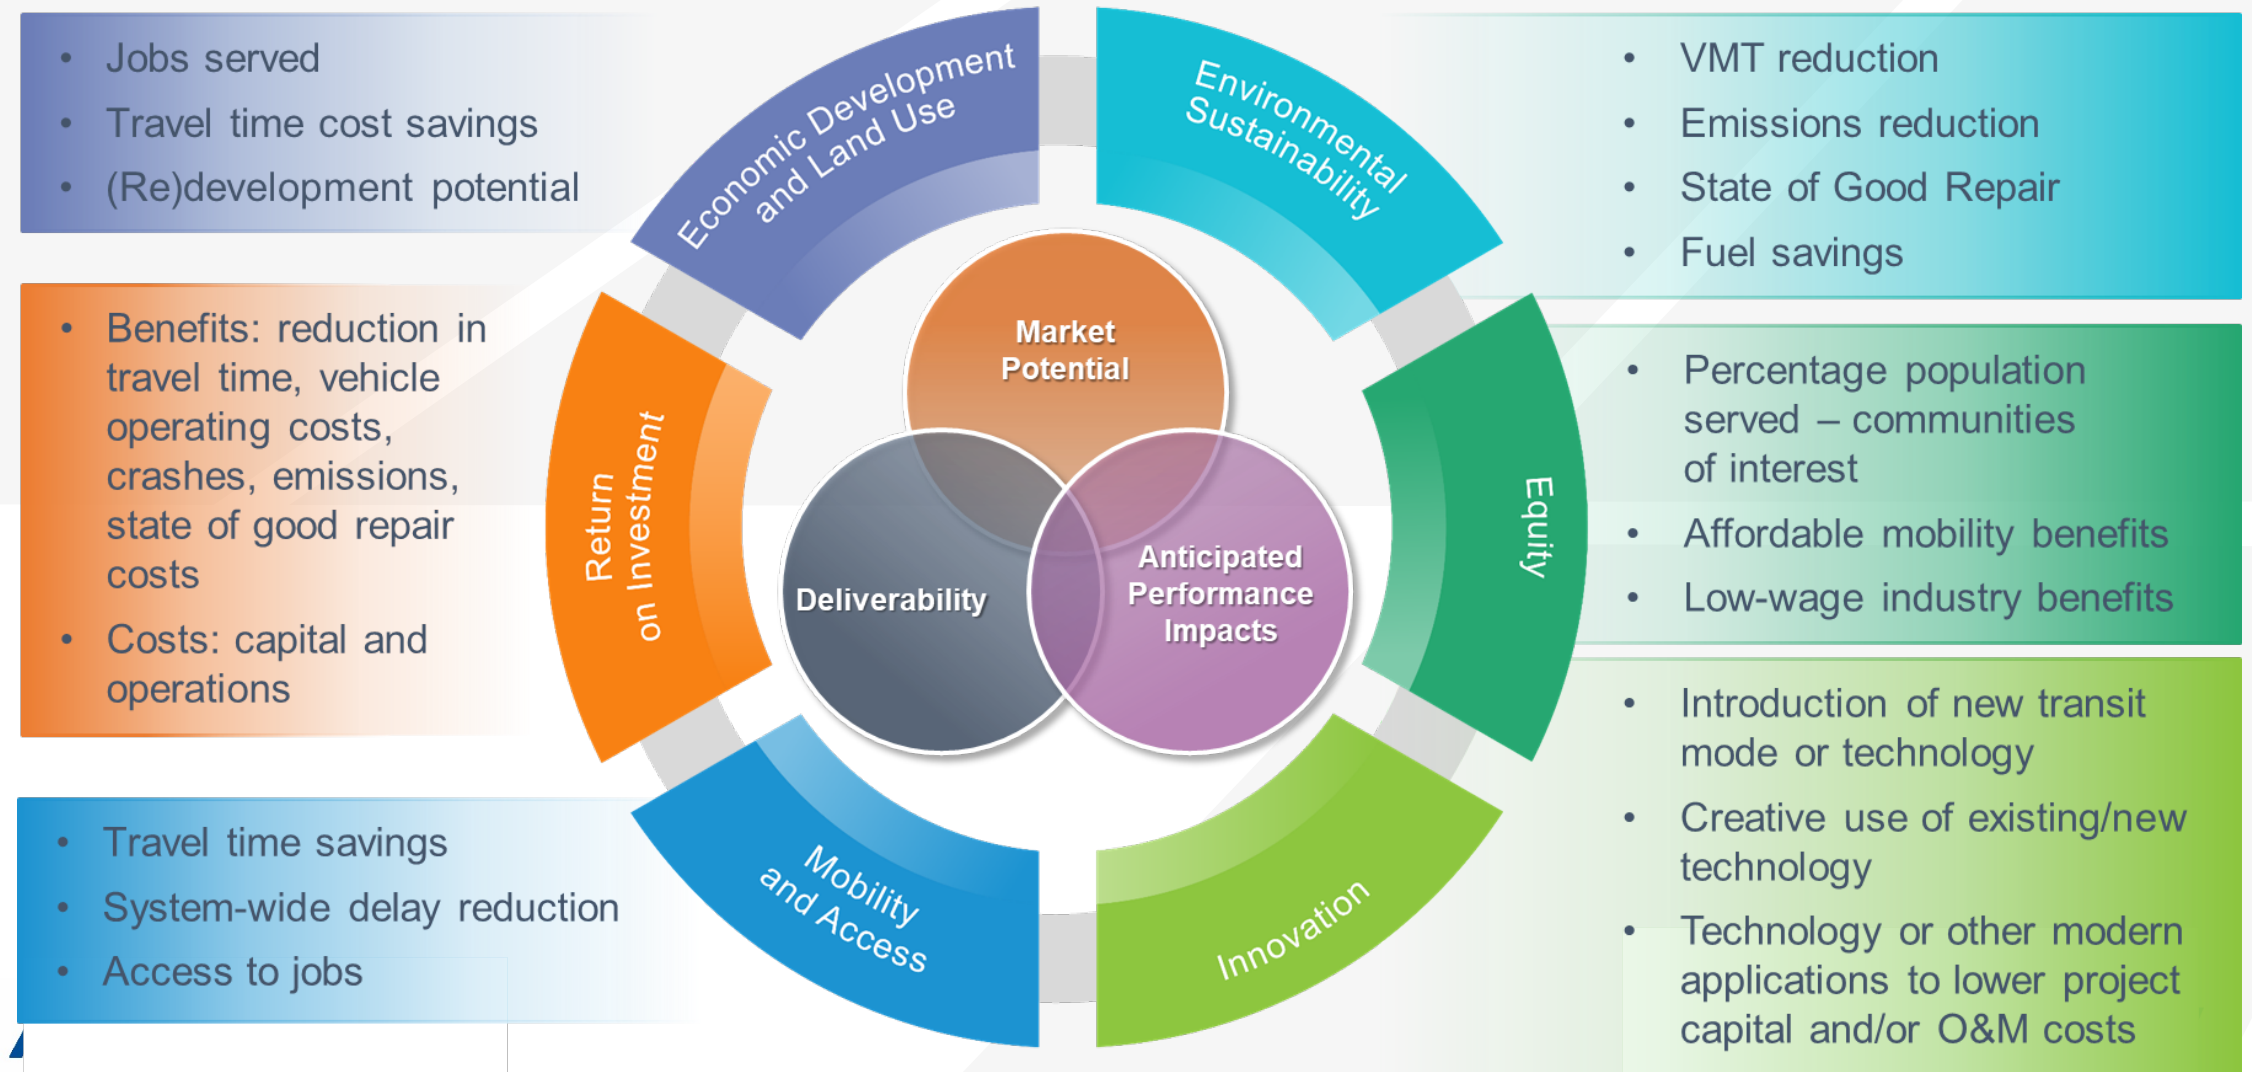 • Jobs served
• Travel time cost savings
• (Re)development potential
• Benefits: reduction in
travel time, vehicle
operating costs,
crashes, emissions,
state of good repair
costs
• Costs: capital and
operations
• Travel time savings
• System-wide delay reduction
• Access to jobs
Economic Development
and Land Use
Environmental
Sustainability
Return
on Investment
Equity
Mobility
and Access
Innovation
Market
Potential
Deliverability
Anticipated
Performance
Impacts
• VMT reduction
• Emissions reduction
• State of Good Repair
• Fuel savings
• Percentage population
served – communities
of interest
• Affordable mobility benefits
• Low-wage industry benefits
• Introduction of new transit
mode or technology
• Creative use of existing/new
technology
• Technology or other modern
applications to lower project
capital and/or O&M costs